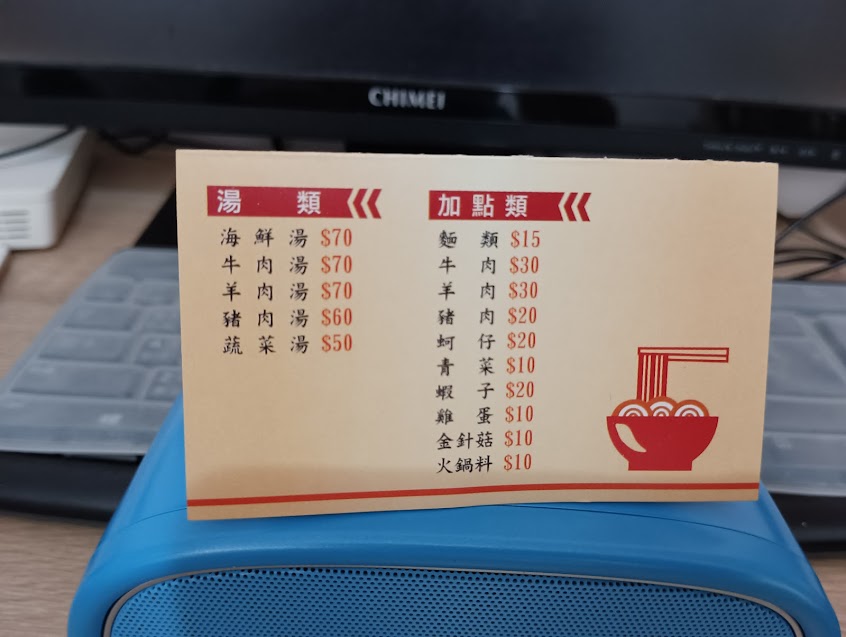 CHIMEI
湯類
海鮮湯 $70
牛肉湯 $70
羊肉湯 $70
豬肉湯 $60
蔬菜湯 $50
加點類
麵類 $15
牛肉 $30
羊肉 $30
豬肉 $20
蚵仔 $20
青菜 $10
蝦子 $20
雞蛋 $10
金針菇 $10
火鍋料 $10